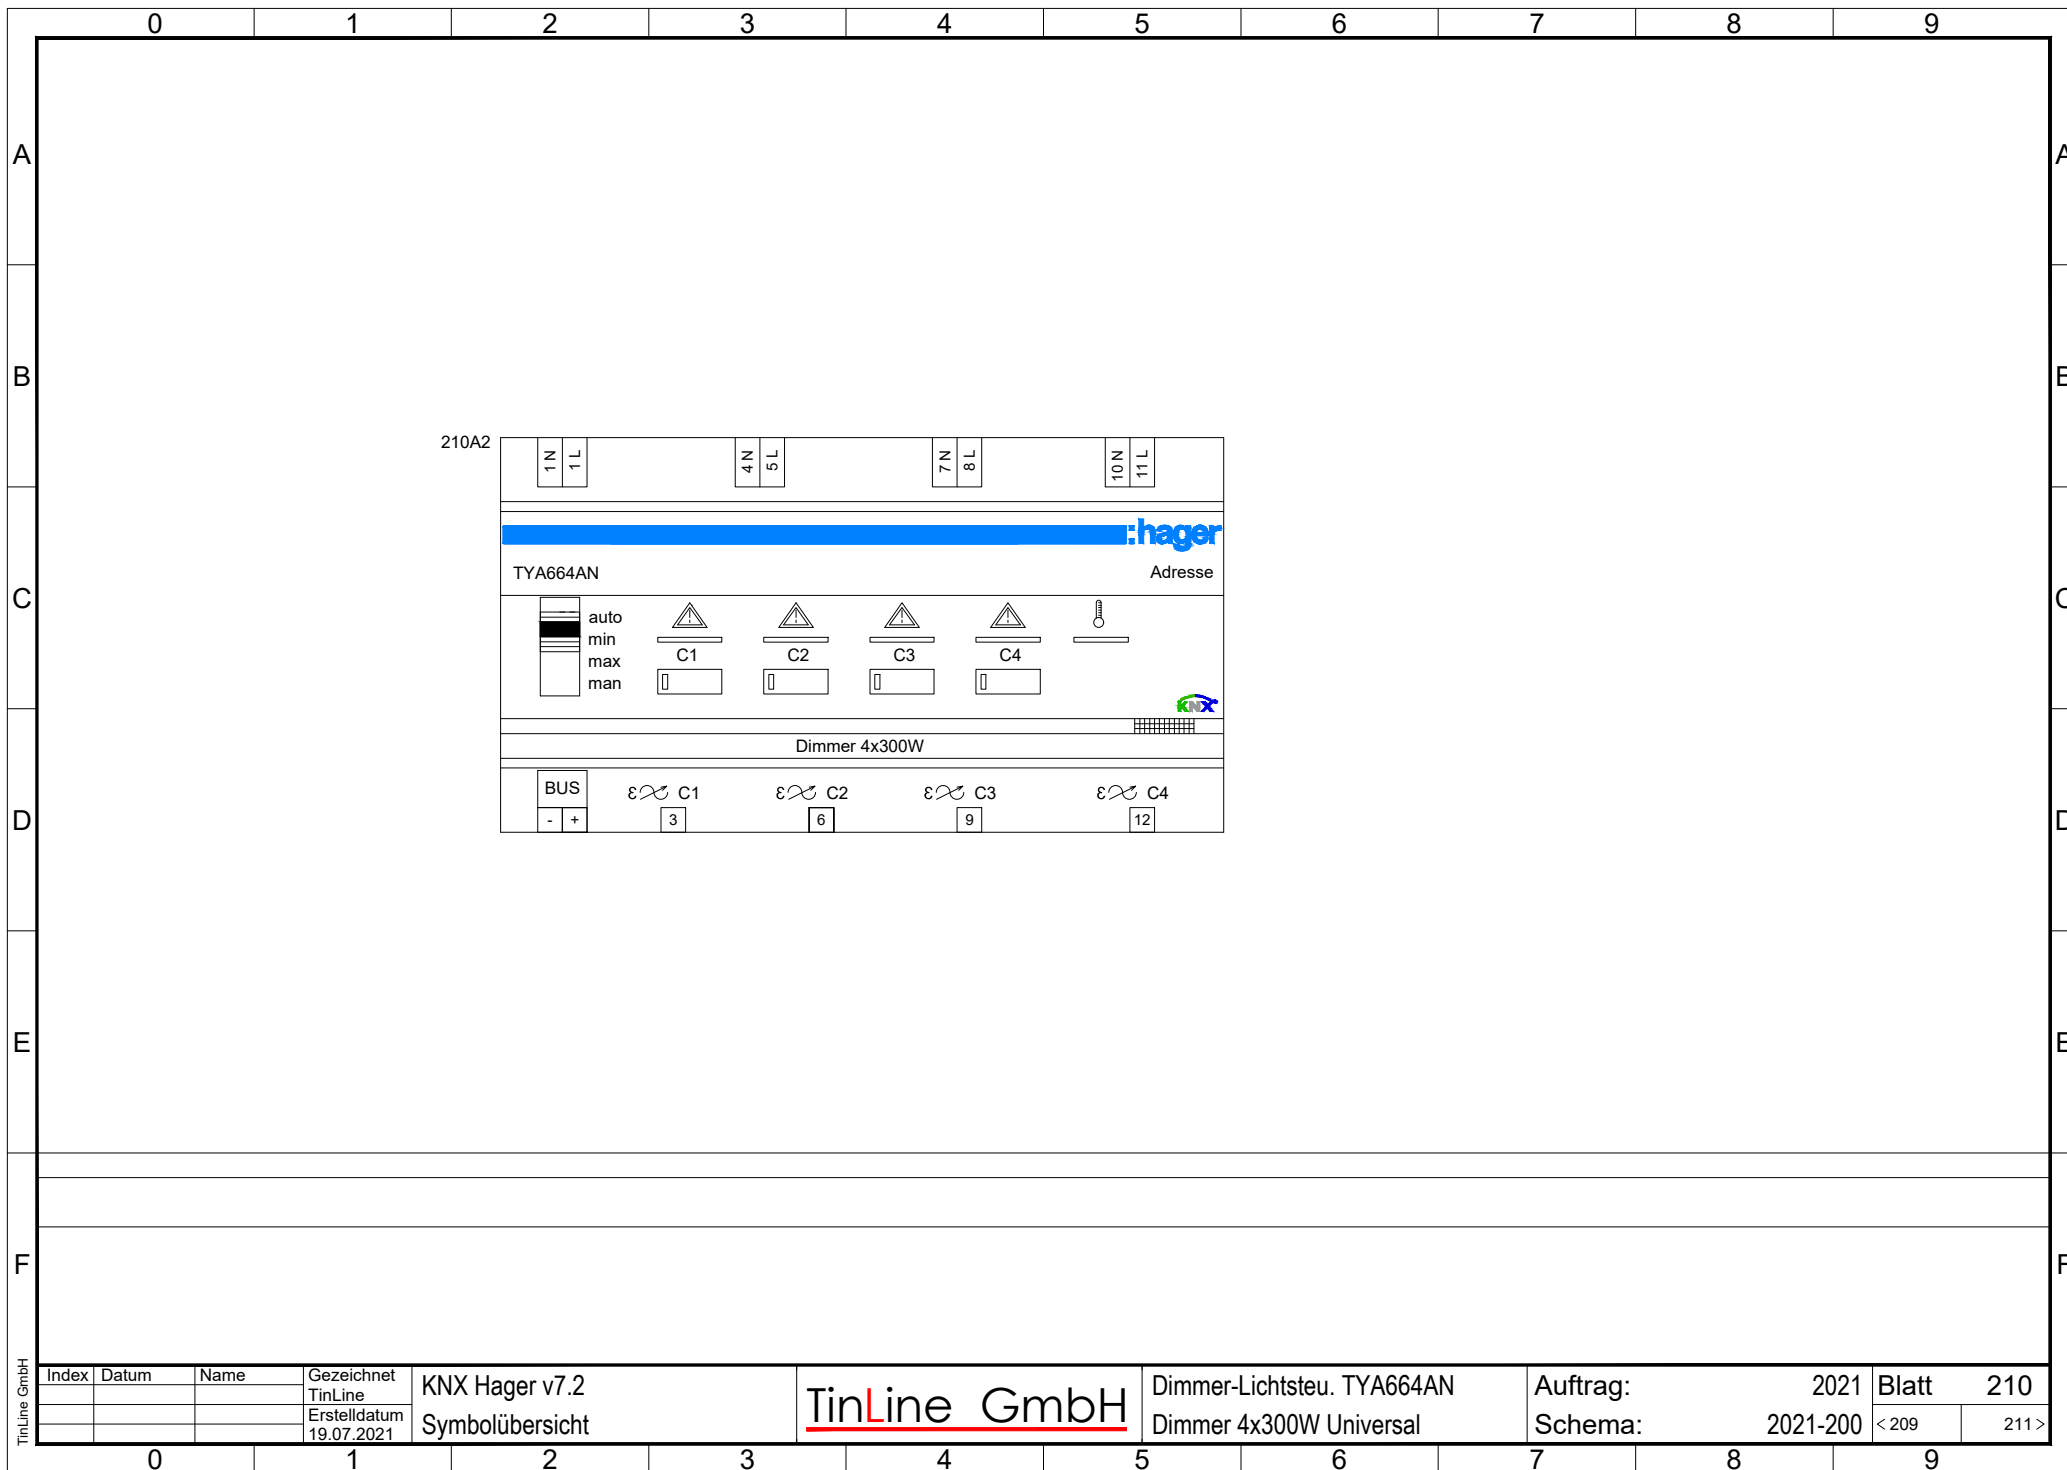 0 1 2 3 4 5 6 7 8 9
A A
B B
210A2
1 N 1 L 4 N 5 L 7 N 8 L 10 N 11 L
:hager
TYA664AN Adresse
C C
auto
min
max
man
C1 C2 C3 C4
KNX
Dimmer 4x300W
BUS
- +
ε C1 ε C2 ε C3 ε C4
3 6 9 12
D D
E E
F F
TinLine GmbH
Index Datum Name Gezeichnet
TinLine
Erstelldatum
19.07.2021
KNX Hager v7.2
Symbolübersicht
TinLine GmbH
Dimmer-Lichtsteu. TYA664AN
Dimmer 4x300W Universal
Auftrag: 2021
Schema: 2021-200
Blatt 210
< 209 211 >
0 1 2 3 4 5 6 7 8 9